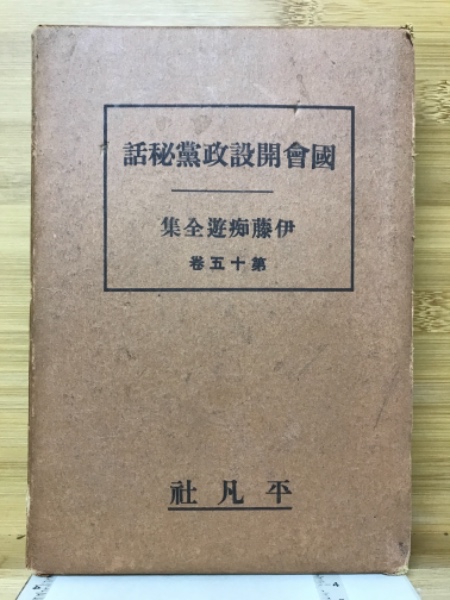 國會開設政黨秘話
伊藤痴遊全集
第十五卷
平凡社